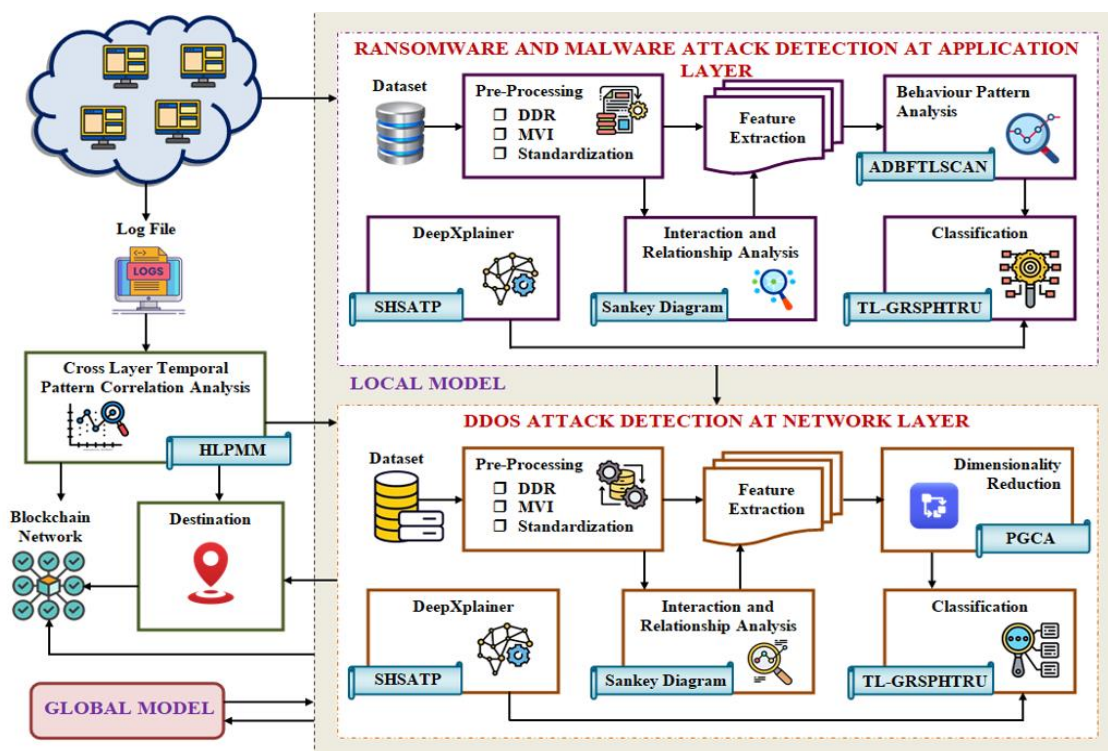 RANSOMWARE AND MALWARE ATTACK DETECTION AT APPLICATION
LAYER
Dataset
Pre-Processing
❒ DDR
❒ MVI
❒ Standardization
Feature
Extraction
Behaviour Pattern
Analysis
ADBFTLSCAN
DeepXplainer
SHSATP
Interaction and
Relationship Analysis
Sankey Diagram
Classification
TL-GRSPHTRU
Log File
LOGS
Cross Layer Temporal
Pattern Correlation Analysis
HLPMM
LOCAL MODEL
DDOS ATTACK DETECTION AT NETWORK LAYER
Dataset
Pre-Processing
❒ DDR
❒ MVI
❒ Standardization
Feature
Extraction
Dimensionality
Reduction
PGCA
Blockchain
Network
Destination
DeepXplainer
SHSATP
Interaction and
Relationship Analysis
Sankey Diagram
Classification
TL-GRSPHTRU
GLOBAL MODEL